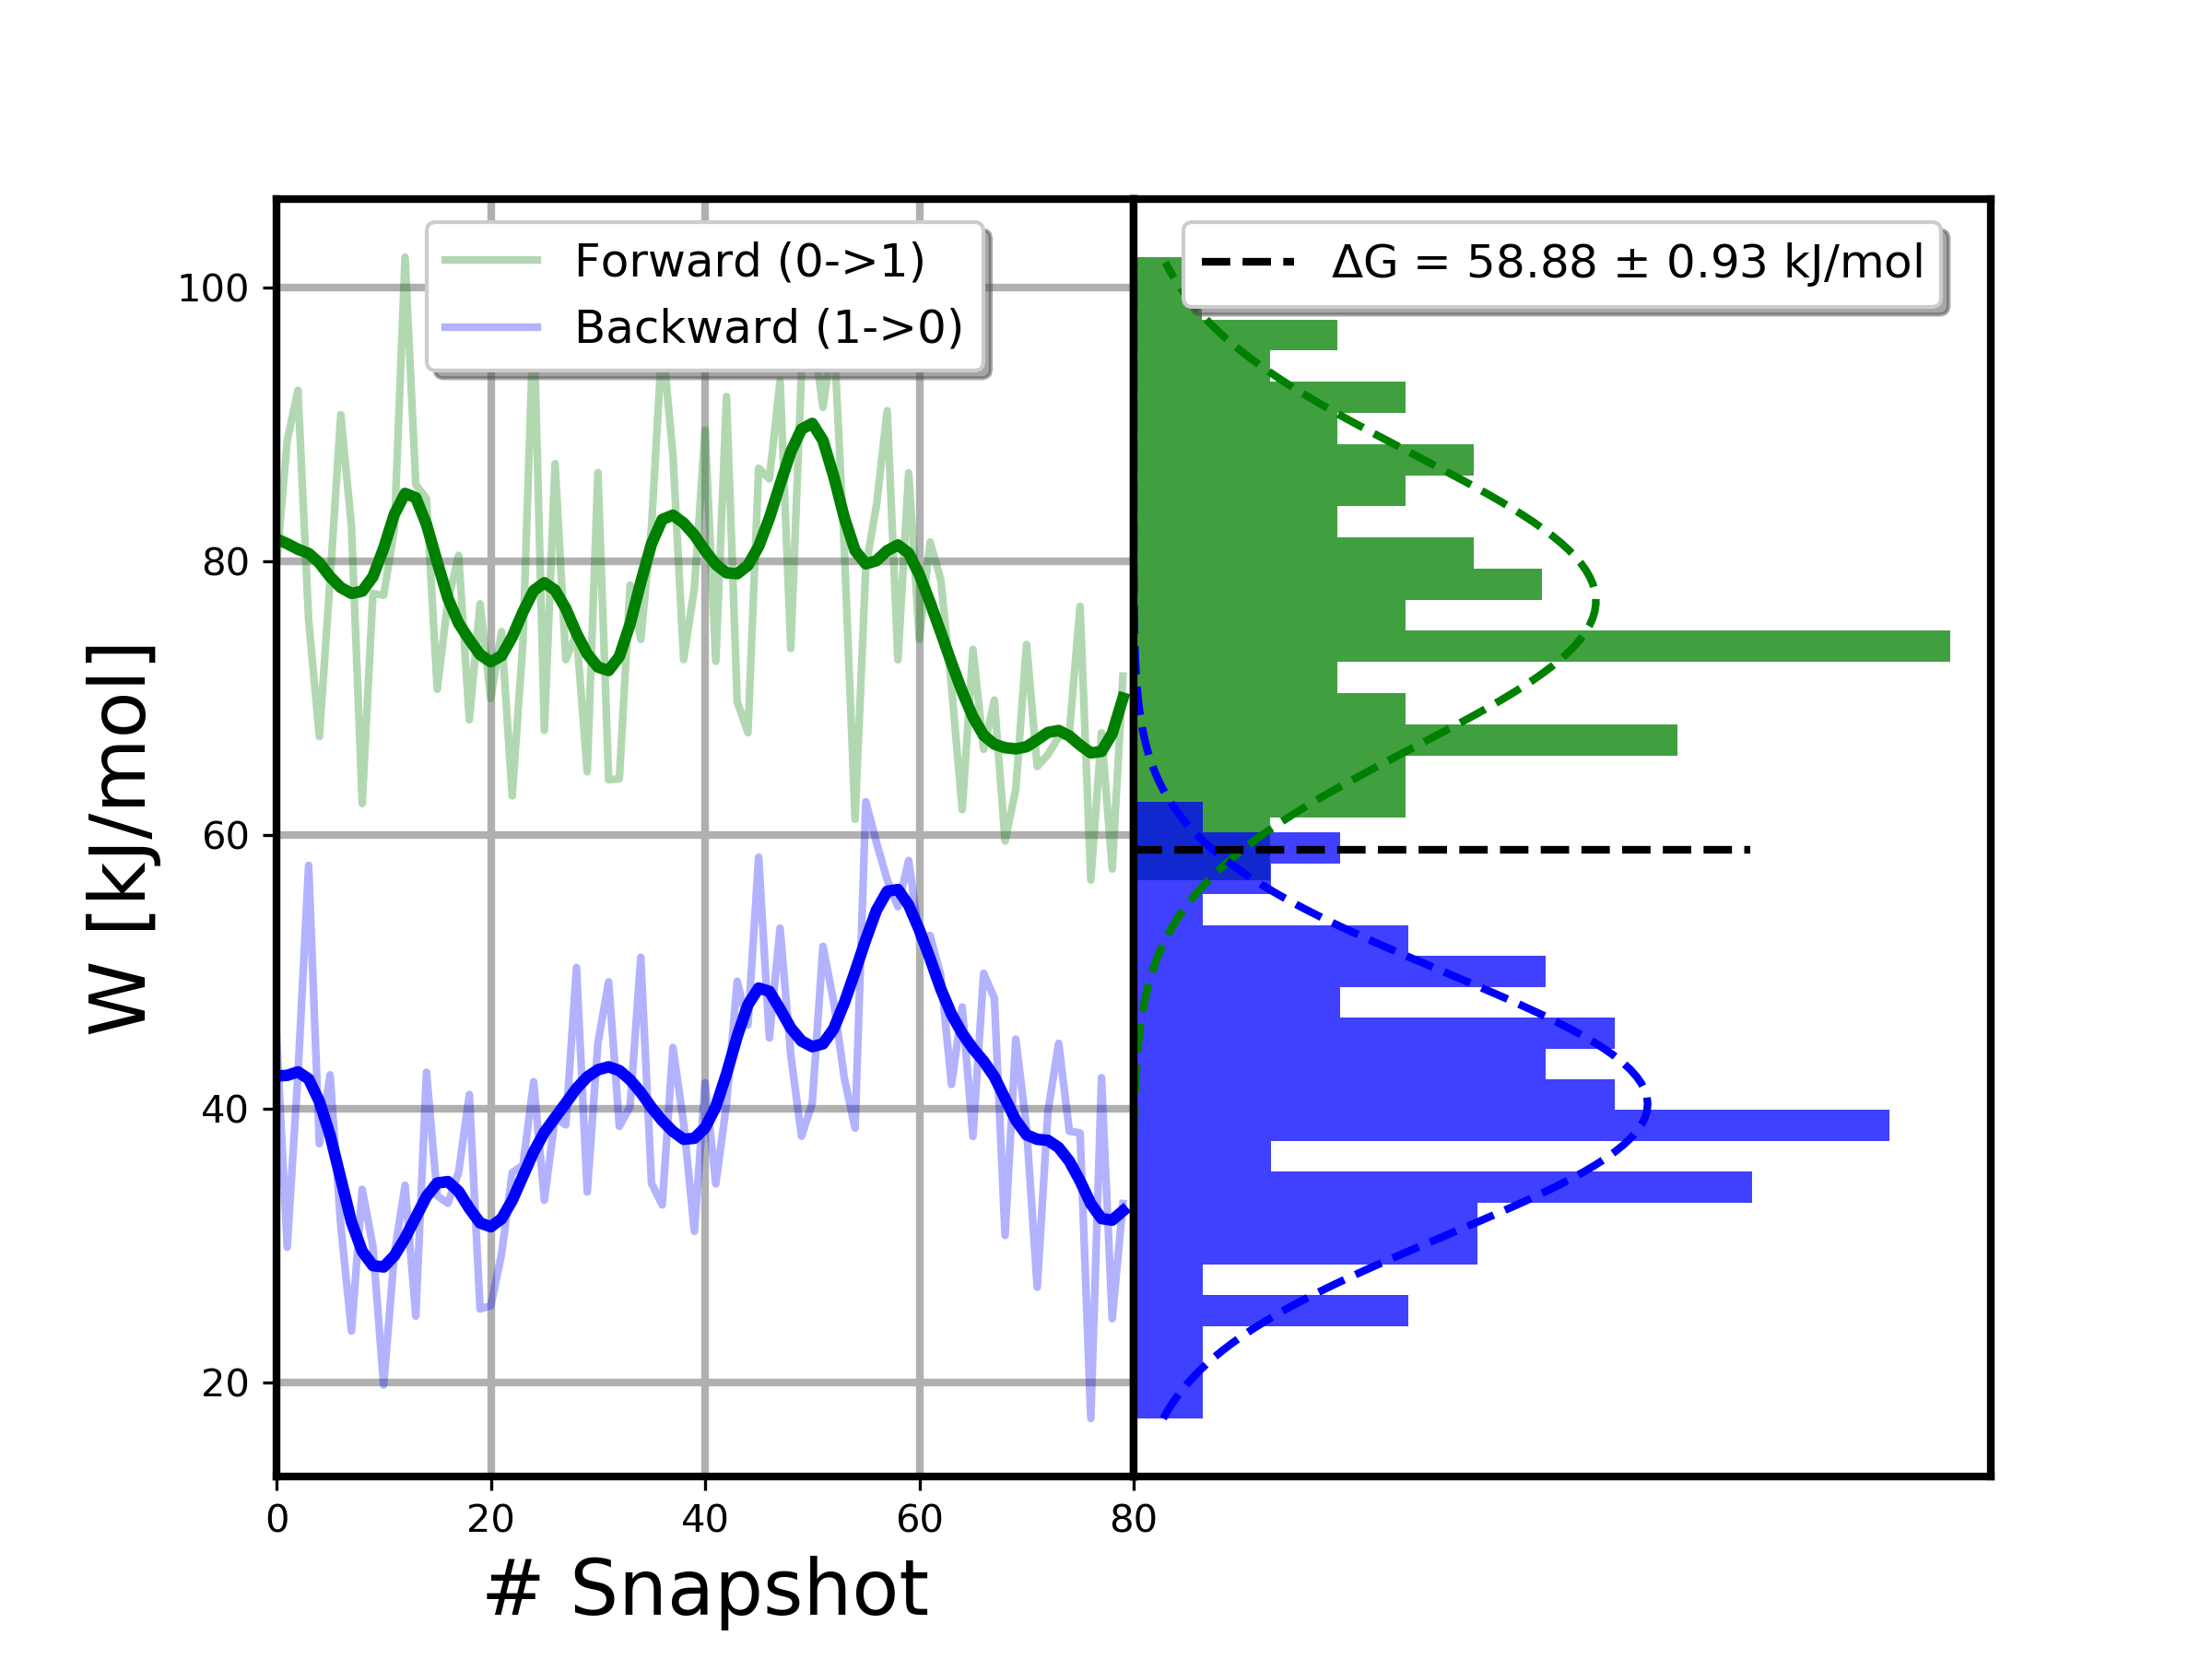 Forward (0->1)
Backward (1->0)
ΔG = 58.88 ± 0.93 kJ/mol
W [kJ/mol]
100
80
60
40
20
0 20 40 60 80
# Snapshot